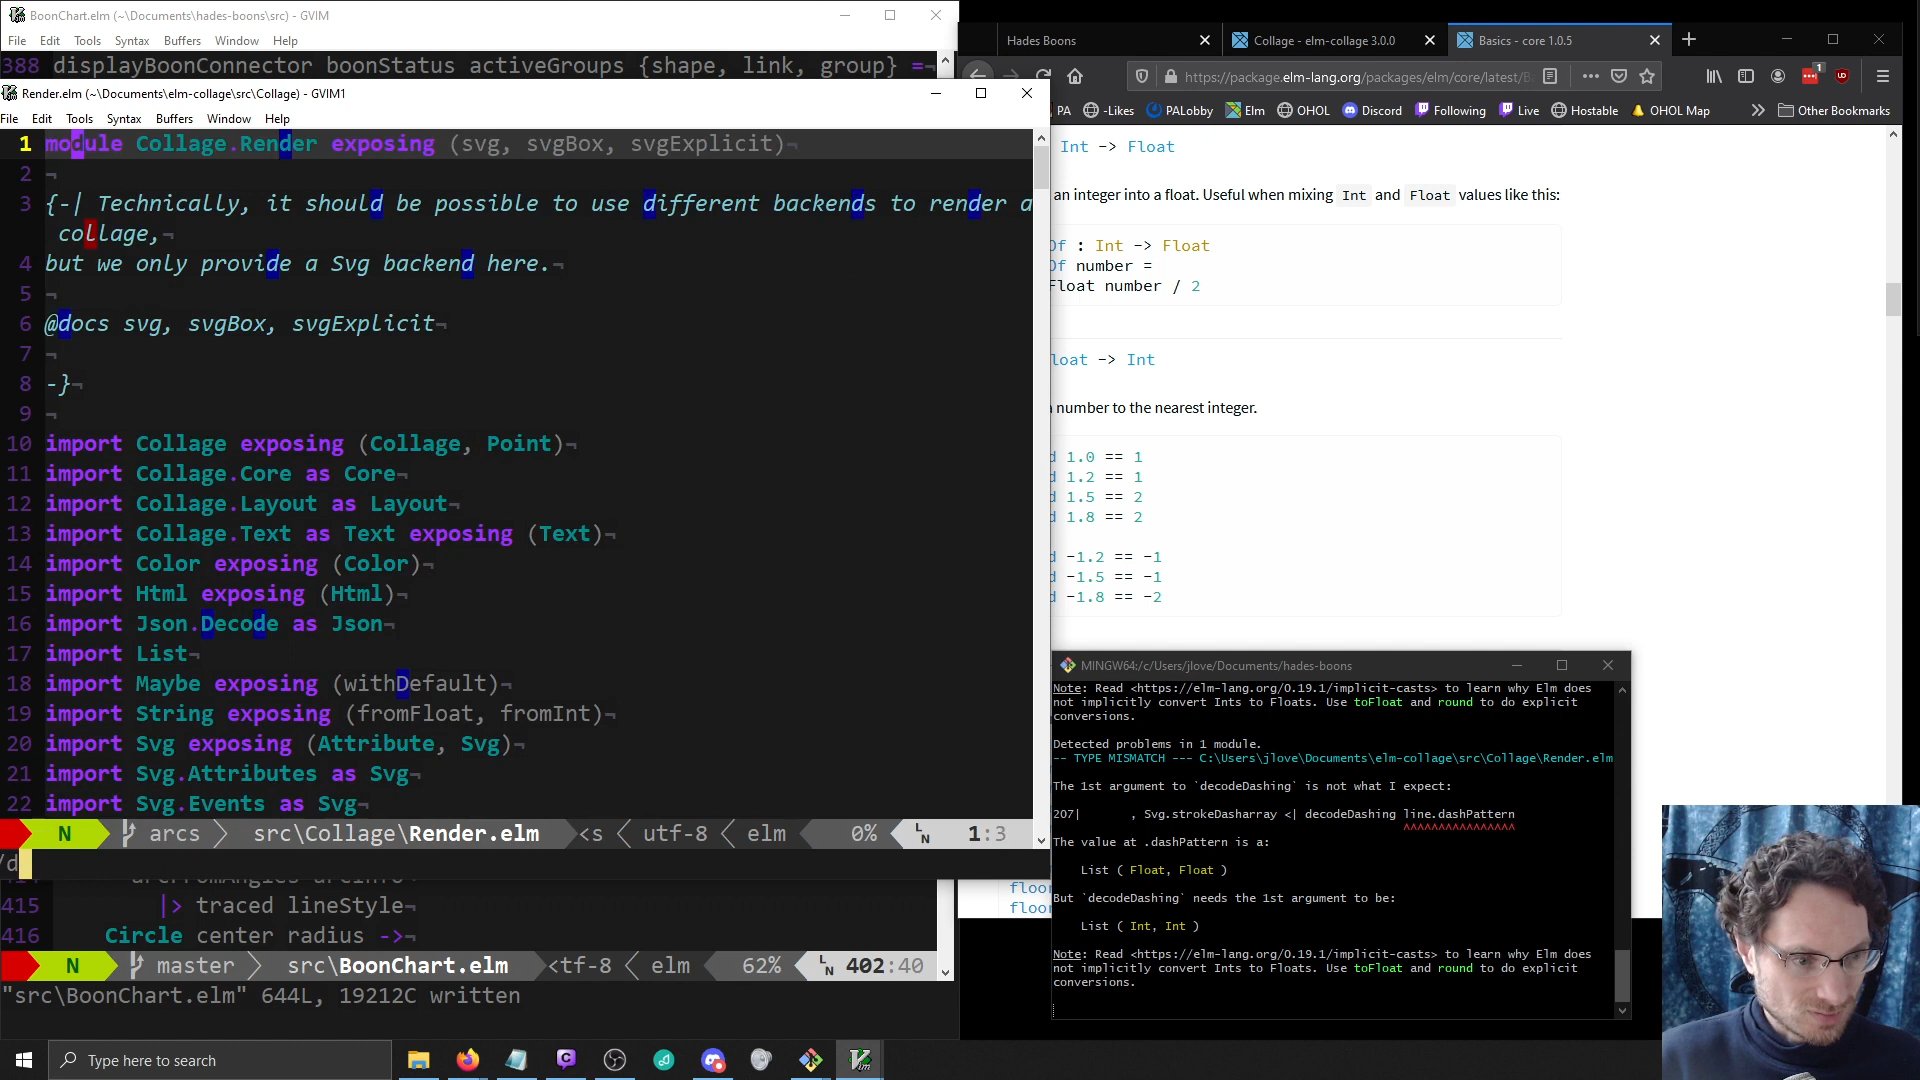 BoonChart.elm (~\Documents\hades-boons\src) - GVIM
File Edit Tools Syntax Buffers Window Help
388 displayBoonConnector boonStatus activeGroups {shape, link, group} =¬
Render.elm (~\Documents\elm-collage\src\Collage) - GVIM1
File Edit Tools Syntax Buffers Window Help
1 module Collage.Render exposing (svg, svgBox, svgExplicit)¬
2 ¬
3 {-| Technically, it should be possible to use different backends to render a
collage,¬
4 but we only provide a Svg backend here.¬
5 ¬
6 @docs svg, svgBox, svgExplicit¬
7 ¬
8 -}¬
9 ¬
10 import Collage exposing (Collage, Point)¬
11 import Collage.Core as Core¬
12 import Collage.Layout as Layout¬
13 import Collage.Text as Text exposing (Text)¬
14 import Color exposing (Color)¬
15 import Html exposing (Html)¬
16 import Json.Decode as Json¬
17 import List¬
18 import Maybe exposing (withDefault)¬
19 import String exposing (fromFloat, fromInt)¬
20 import Svg exposing (Attribute, Svg)¬
21 import Svg.Attributes as Svg¬
22 import Svg.Events as Svg¬
N arcs src\Collage\Render.elm <s utf-8 elm 0% LN 1:3
/d
415 |> traced lineStyle¬
416 Circle center radius ->¬
N master src\BoonChart.elm <tf-8 elm 62% LN 402:40
"src\BoonChart.elm" 644L, 19212C written
Hades Boons
Collage - elm-collage 3.0.0
Basics - core 1.0.5
https://package.elm-lang.org/packages/elm/core/latest/B
PA -Likes PALobby Elm OHOL Discord Following Live Hostable OHOL Map Other Bookmarks
Int -> Float
an integer into a float. Useful when mixing Int and Float values like this:
Of : Int -> Float
Of number =
Float number / 2
loat -> Int
number to the nearest integer.
d 1.0 == 1
d 1.2 == 1
d 1.5 == 2
d 1.8 == 2
d -1.2 == -1
d -1.5 == -1
d -1.8 == -2
floor
floor
MINGW64:/c/Users/jlove/Documents/hades-boons
Note: Read <https://elm-lang.org/0.19.1/implicit-casts> to learn why Elm does
not implicitly convert Ints to Floats. Use toFloat and round to do explicit
conversions.
Detected problems in 1 module.
-- TYPE MISMATCH --- C:\Users\jlove\Documents\elm-collage\src\Collage\Render.elm
The 1st argument to `decodeDashing` is not what I expect:
207| , Svg.strokeDasharray <| decodeDashing line.dashPattern
^^^^^^^^^^^^^^^^
The value at .dashPattern is a:
List ( Float, Float )
But `decodeDashing` needs the 1st argument to be:
List ( Int, Int )
Note: Read <https://elm-lang.org/0.19.1/implicit-casts> to learn why Elm does
not implicitly convert Ints to Floats. Use toFloat and round to do explicit
conversions.
Type here to search